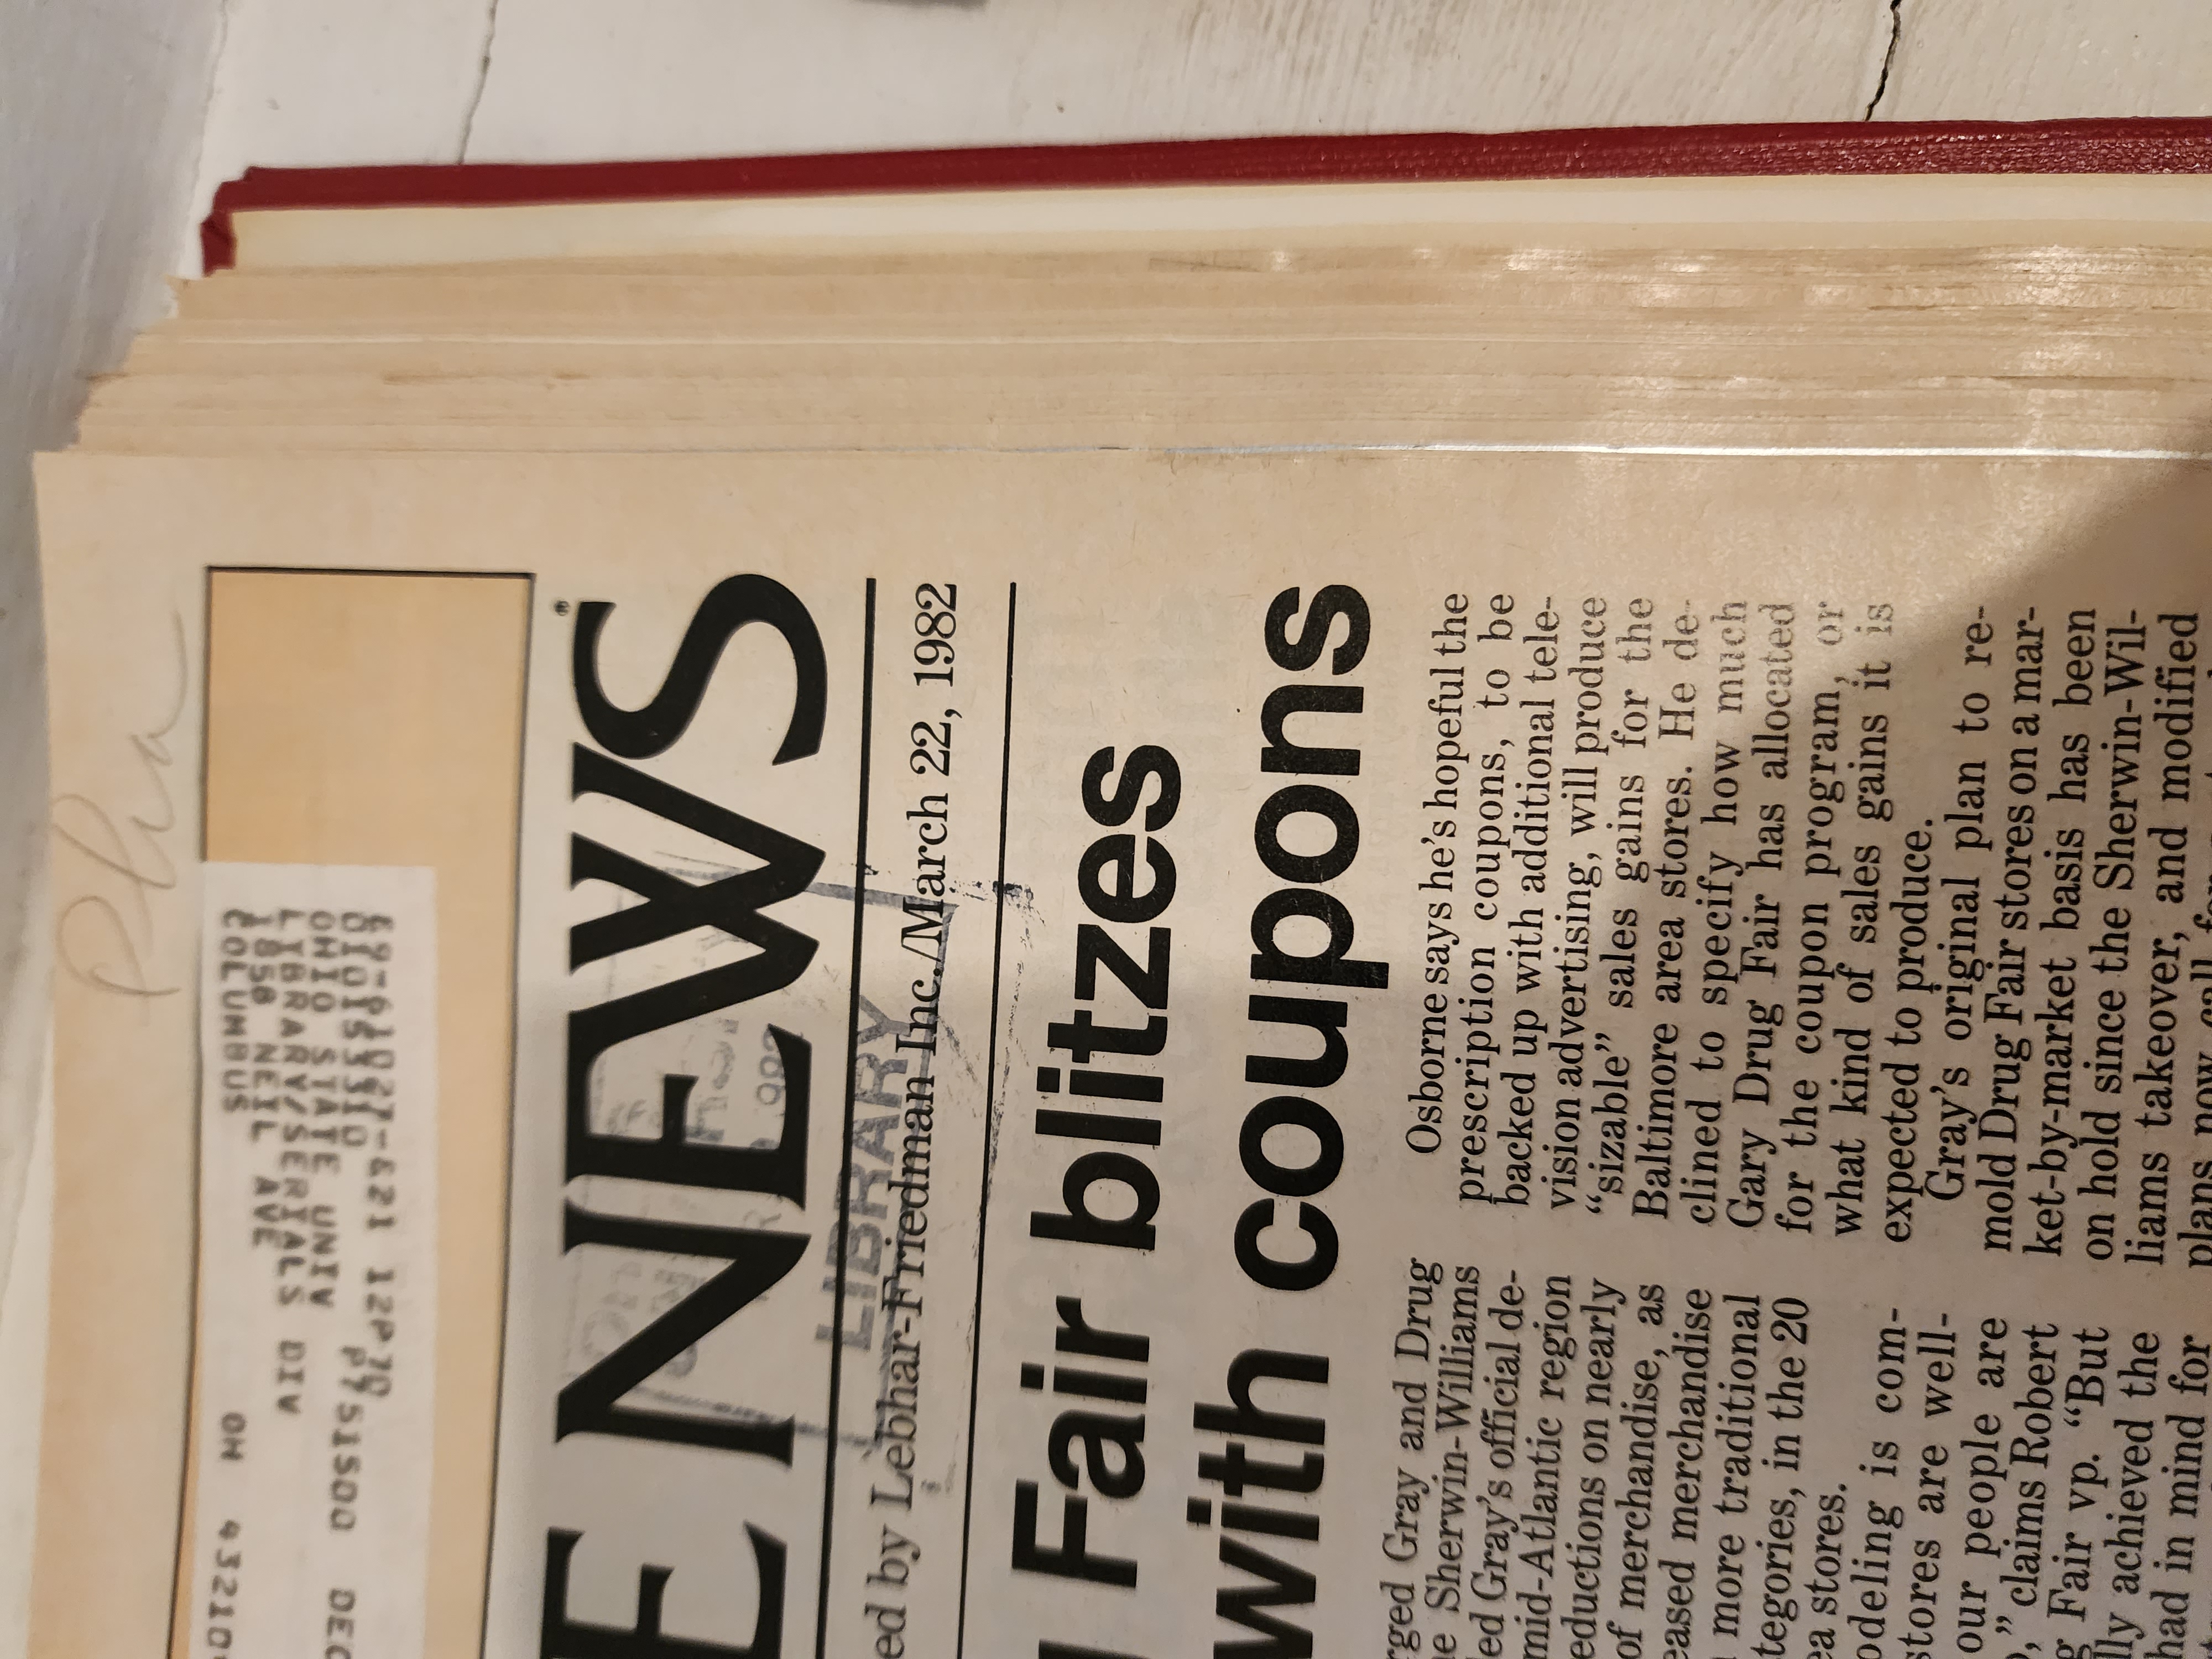 Pha
69-611027-621 12P70
OHIO STATE UNIV
LIBRARY/SERIALS DIV
1858 NEIL AVE
COLUMBUS OH 43210
DEC
E NEWS®
LIBRARY
ed by Lebhar-Friedman Inc./March 22, 1982
Fair blitzes
with coupons
rged Gray and Drug
e Sherwin-Williams
ed Gray's official de-
mid-Atlantic region
eductions on nearly
of merchandise, as
eased merchandise
more traditional
tegories, in the 20
ea stores.
odeling is com-
stores are well-
our people are
," claims Robert
g Fair vp. "But
lly achieved the
had in mind for
Osborne says he's hopeful the
prescription coupons, to be
backed up with additional tele-
vision advertising, will produce
"sizable" sales gains for the
Baltimore area stores. He de-
clined to specify how much
Gary Drug Fair has allocated
for the coupon program, or
what kind of sales gains it is
expected to produce.
Gray's original plan to re-
mold Drug Fair stores on a mar-
ket-by-market basis has been
on hold since the Sherwin-Wil-
liams takeover, and modified
plans now call for